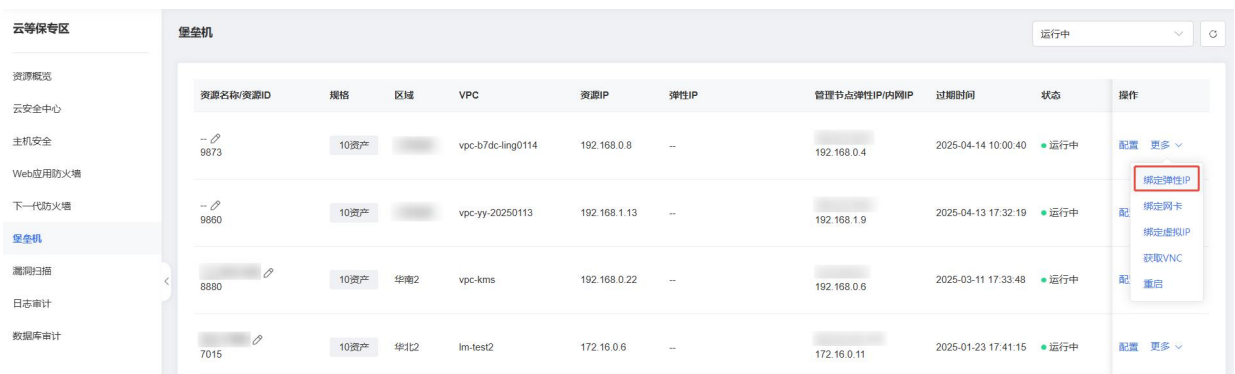 云等保专区
资源概览
云安全中心
主机安全
Web应用防火墙
下一代防火墙
堡垒机
漏洞扫描
日志审计
数据库审计
堡垒机
运行中
资源名称/资源ID 规格 区域 VPC 资源IP 弹性IP 管理节点弹性IP/内网IP 过期时间 状态 操作
--
9873 10资产 vpc-b7dc-ling0114 192.168.0.8 -- 192.168.0.4 2025-04-14 10:00:40 运行中 配置 更多
--
9860 10资产 vpc-yy-20250113 192.168.1.13 -- 192.168.1.9 2025-04-13 17:32:19 运行中 配
8880 10资产 华南2 vpc-kms 192.168.0.22 -- 192.168.0.6 2025-03-11 17:33:48 运行中 配
7015 10资产 华北2 lm-test2 172.16.0.6 -- 172.16.0.11 2025-01-23 17:41:15 运行中 配置 更多
绑定弹性IP
绑定网卡
绑定虚拟IP
获取VNC
重启